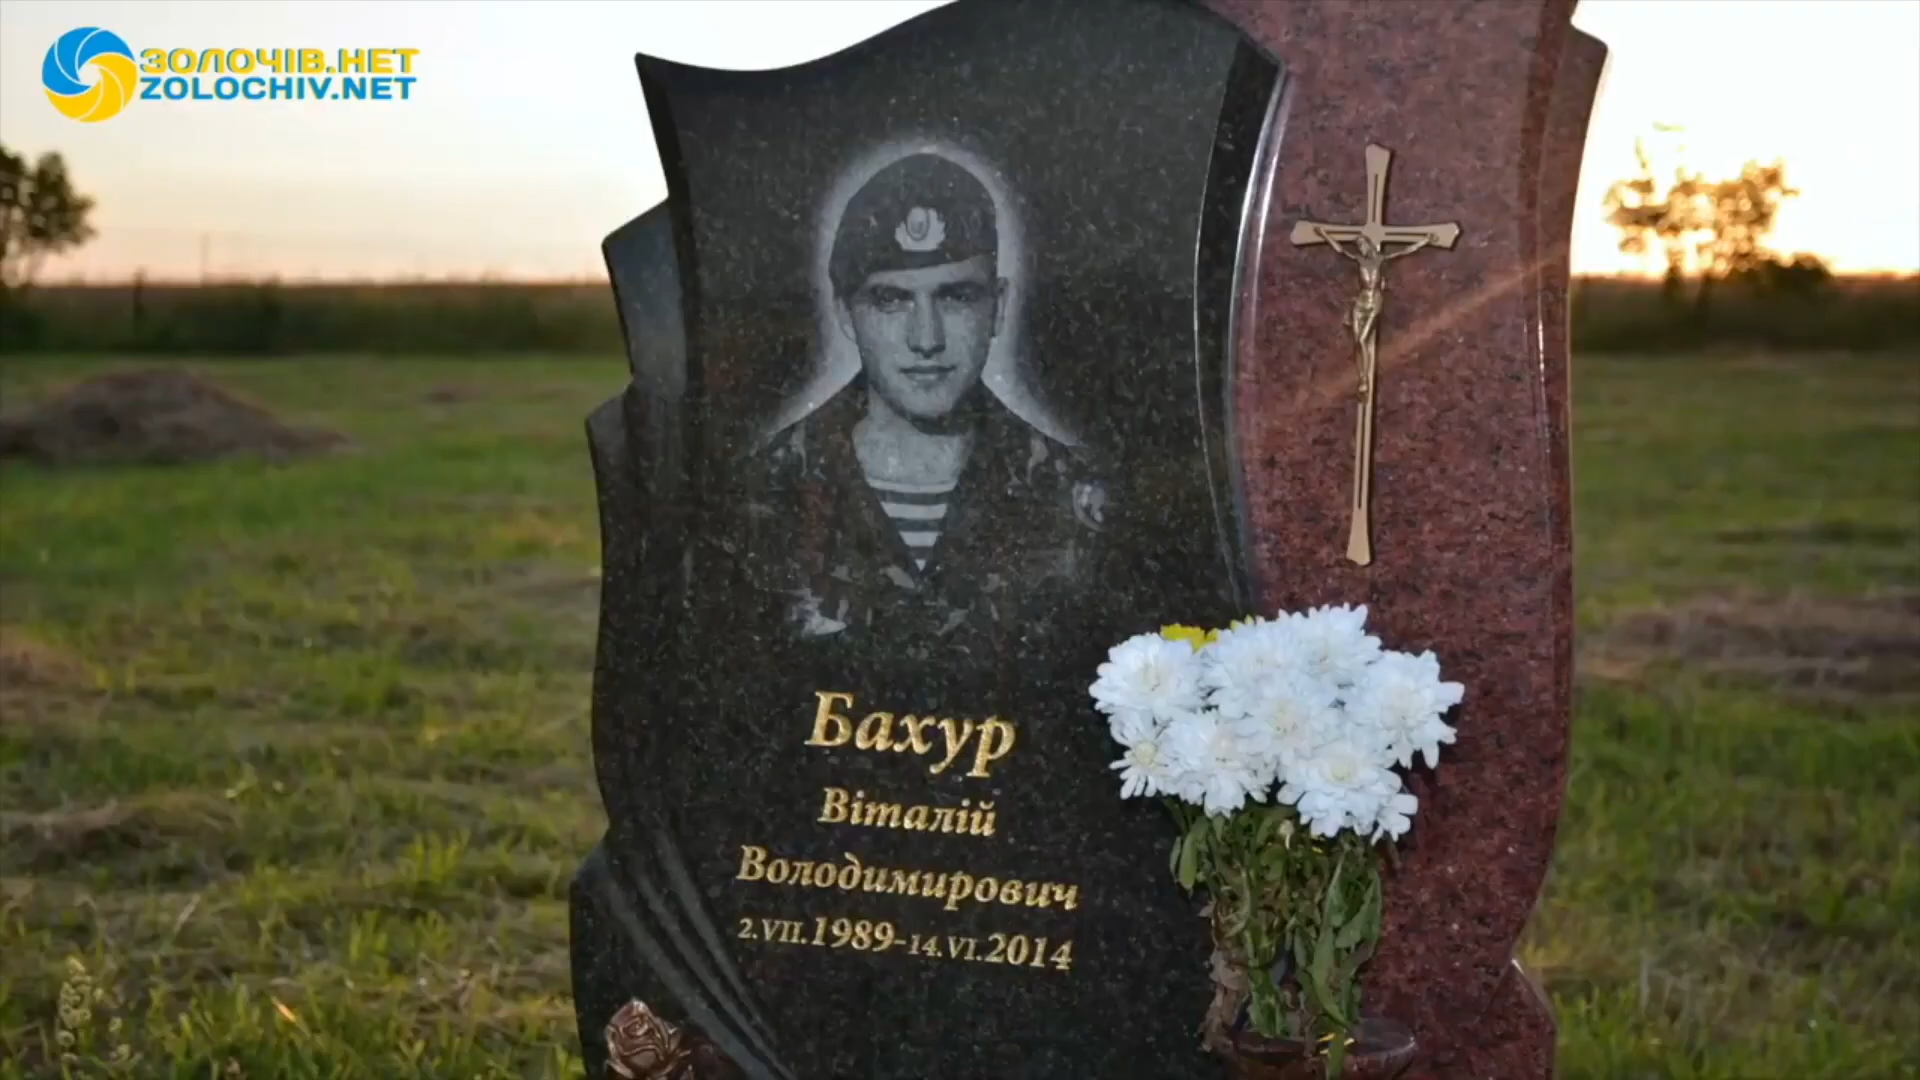 ЗОЛОЧІВ.НЕТ
ZOLOCHIV.NET
Бахур
Віталій
Володимирович
2.VII.1989-14.VI.2014